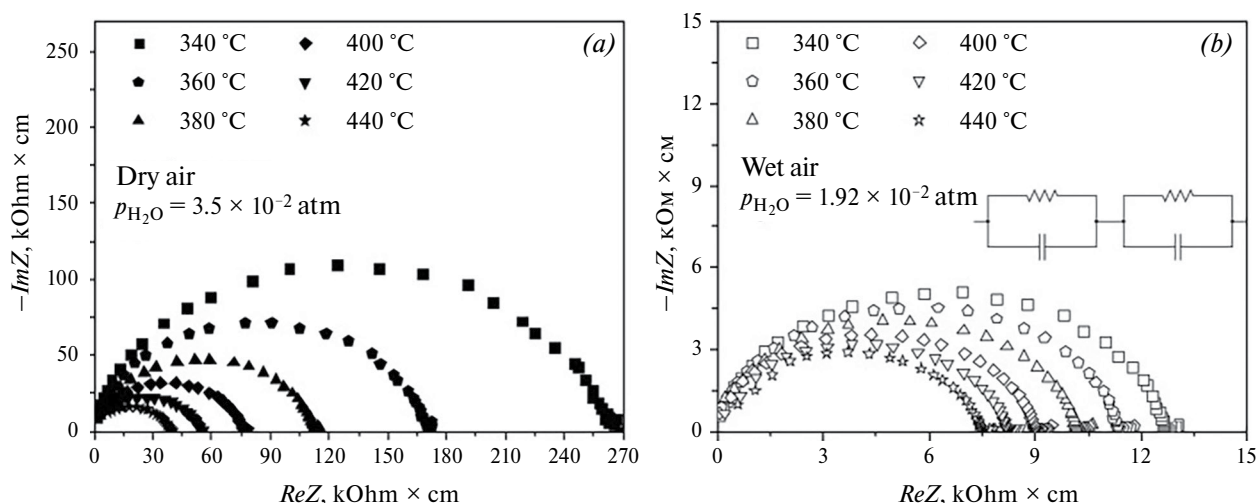 (a)
340 °C
400 °C
360 °C
420 °C
380 °C
440 °C
Dry air
p_H₂O = 3.5 × 10⁻² atm
250
200
150
100
50
0
0 30 60 90 120 150 180 210 240 270
−ImZ, kOhm × cm
ReZ, kOhm × cm
(b)
340 °C
400 °C
360 °C
420 °C
380 °C
440 °C
Wet air
p_H₂O = 1.92 × 10⁻² atm
15
12
9
6
3
0
0 3 6 9 12 15
−ImZ, кОм × см
ReZ, kOhm × cm